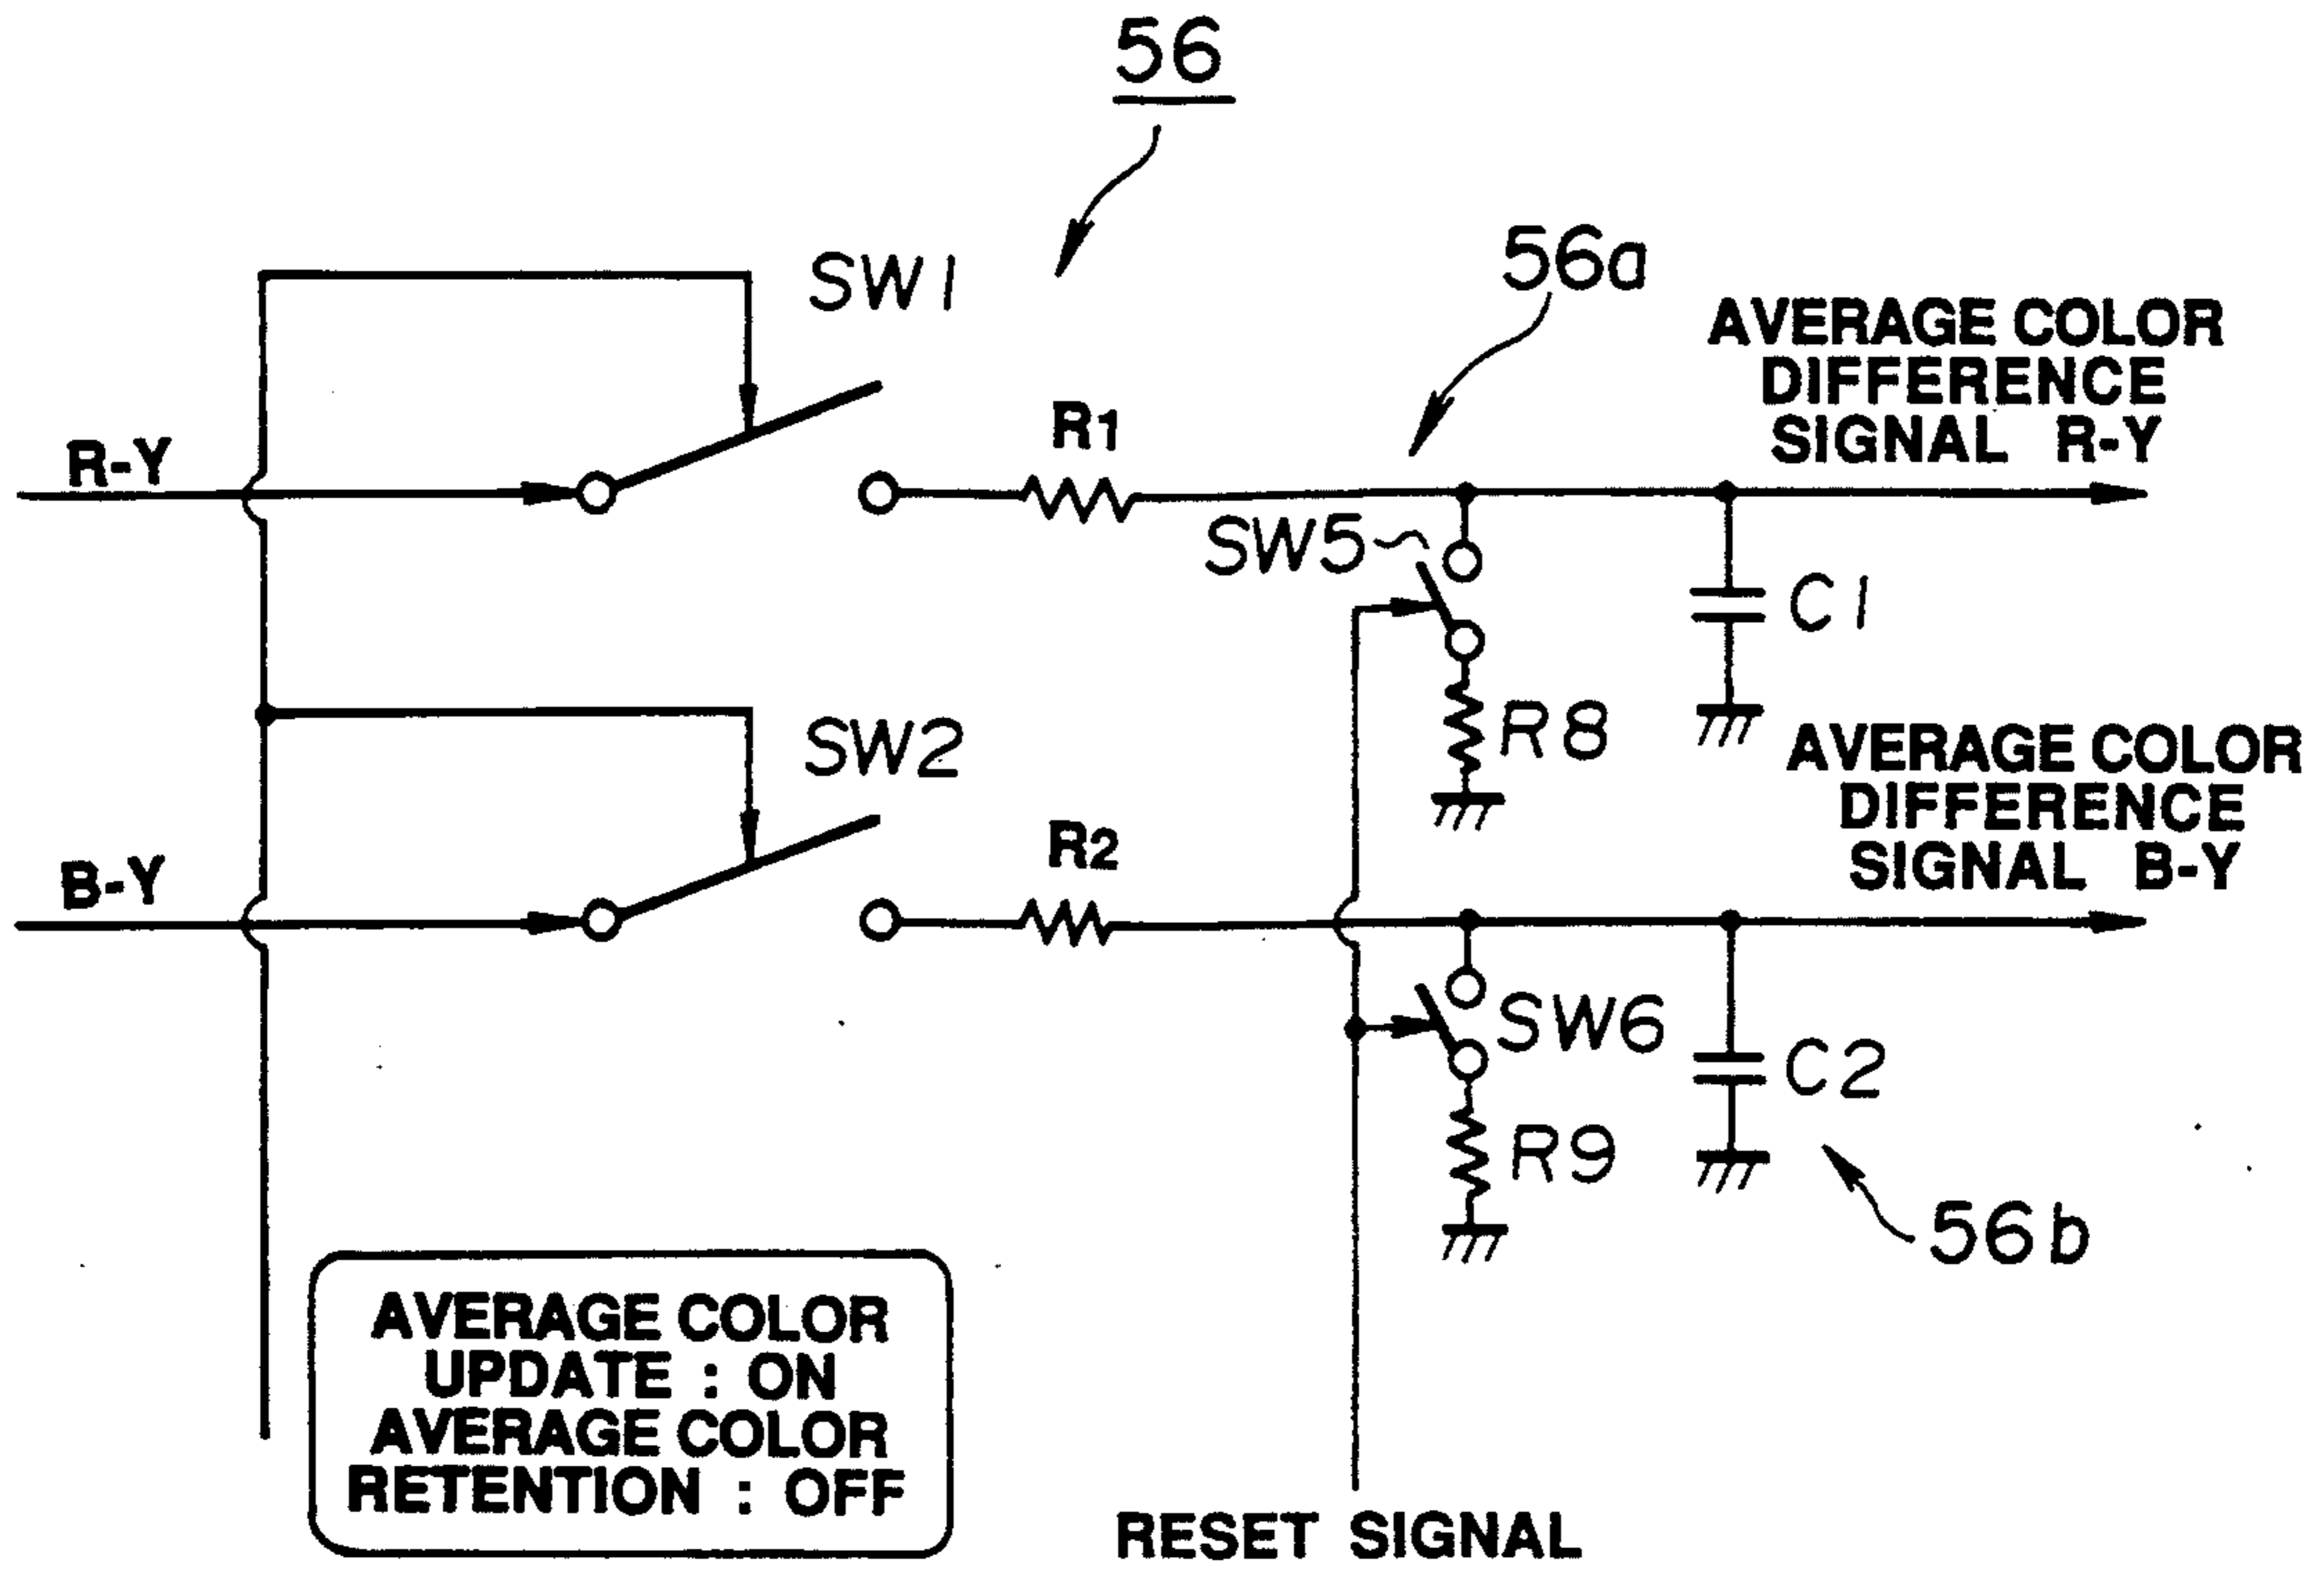 56
SW1
56a
AVERAGE COLOR
DIFFERENCE
SIGNAL R-Y
R-Y
R1
SW5
C1
R8
SW2
AVERAGE COLOR
DIFFERENCE
SIGNAL B-Y
B-Y
R2
SW6
C2
R9
56b
AVERAGE COLOR
UPDATE : ON
AVERAGE COLOR
RETENTION : OFF
RESET SIGNAL